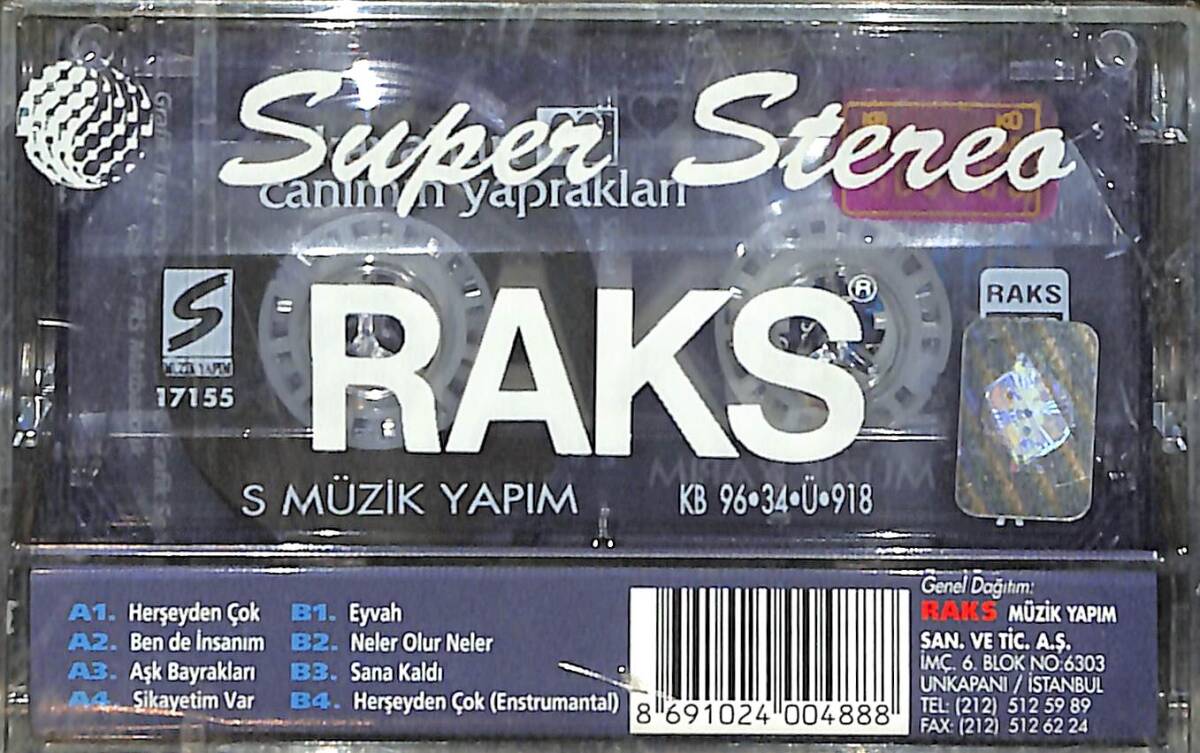 Super Stereo
canımın yaprakları
RAKS®
RAKS
S
MÜZİK YAPIM
17155
S MÜZİK YAPIM
KB 96•34•Ü•918
A1. Herşeyden Çok
A2. Ben de İnsanım
A3. Aşk Bayrakları
A4. Şikayetim Var
B1. Eyvah
B2. Neler Olur Neler
B3. Sana Kaldı
B4. Herşeyden Çok (Enstrumantal)
8 691024 004888
Genel Dağıtım:
RAKS MÜZİK YAPIM
SAN. VE TİC. A.Ş.
İMÇ. 6. BLOK NO:6303
UNKAPANI / İSTANBUL
TEL: (212) 512 59 89
FAX: (212) 512 62 24